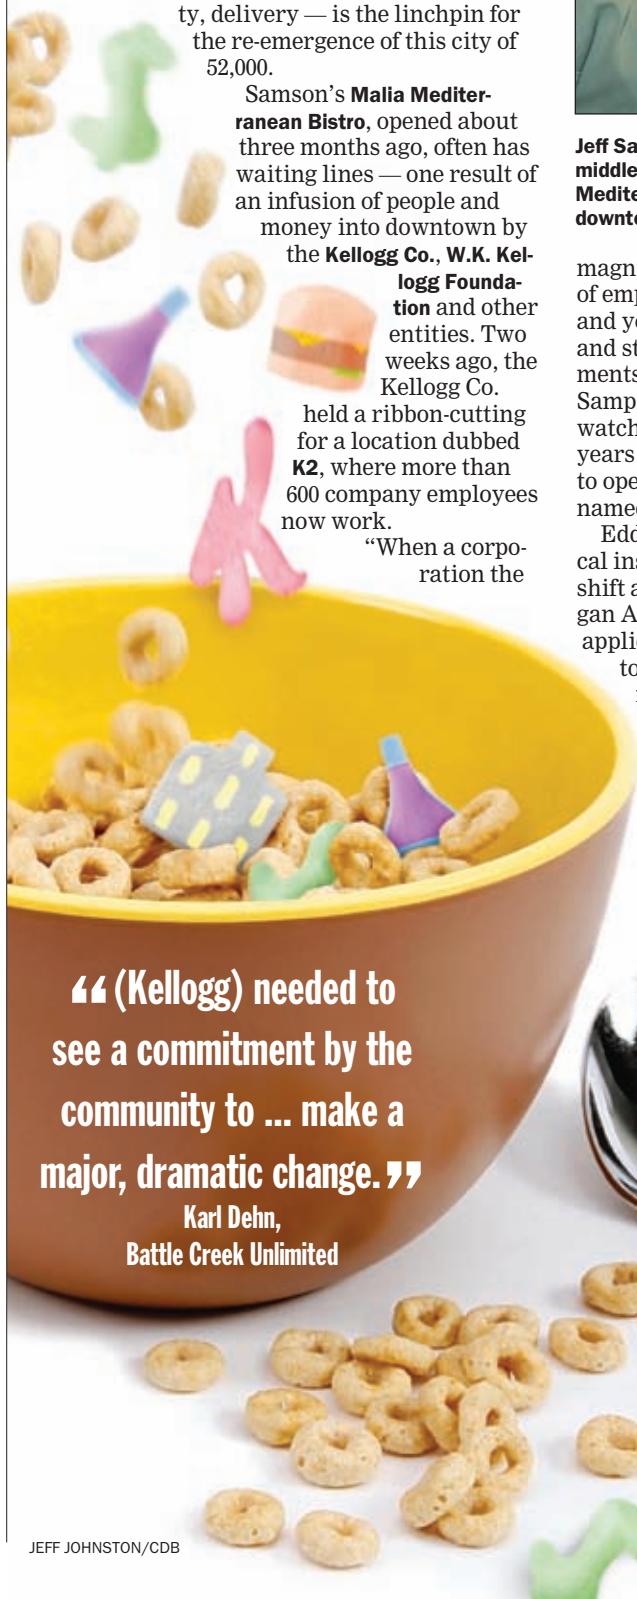 ty, delivery — is the linchpin for
the re-emergence of this city of
52,000.
Samson's Malia Mediter-
ranean Bistro, opened about
three months ago, often has
waiting lines — one result of
an infusion of people and
money into downtown by
the Kellogg Co., W.K. Kel-
logg Founda-
tion and other
entities. Two
weeks ago, the
Kellogg Co.
held a ribbon-cutting
for a location dubbed
K2, where more than
600 company employees
now work.
“When a corpo-
ration the
K
“(Kellogg) needed to
see a commitment by the
community to ... make a
major, dramatic change.”
Karl Dehn,
Battle Creek Unlimited
JEFF JOHNSTON/CDB
Jeff Sa
middle
Medite
downto
magn
of emp
and yo
and st
ments
Samp
watch
years
to ope
name
Edd
cal ins
shift a
gan A
appli
to